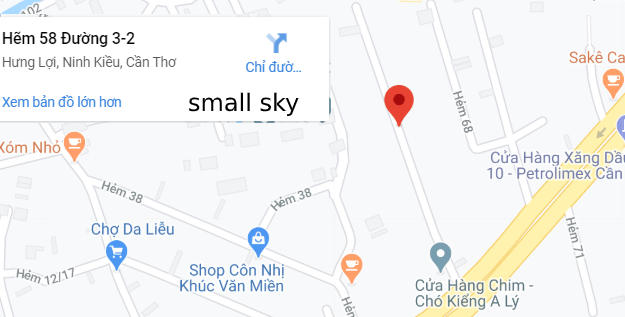 Hẽm 58 Đường 3-2
Hưng Lợi, Ninh Kiều, Cần Thơ
Chỉ đườ...
Xem bản đồ lớn hơn
small sky
Sakê Ca
Hẻm 68
Xóm Nhỏ
Cửa Hàng Xăng Dầu
10 - Petrolimex Cần
Hẻm 38
Hẻm 38
Chợ Da Liễu
Hẻm 71
Hẻm 12/17
Shop Côn Nhị
Khúc Văn Miền
Cửa Hàng Chim -
Chó Kiểng A Lý
Hẻm